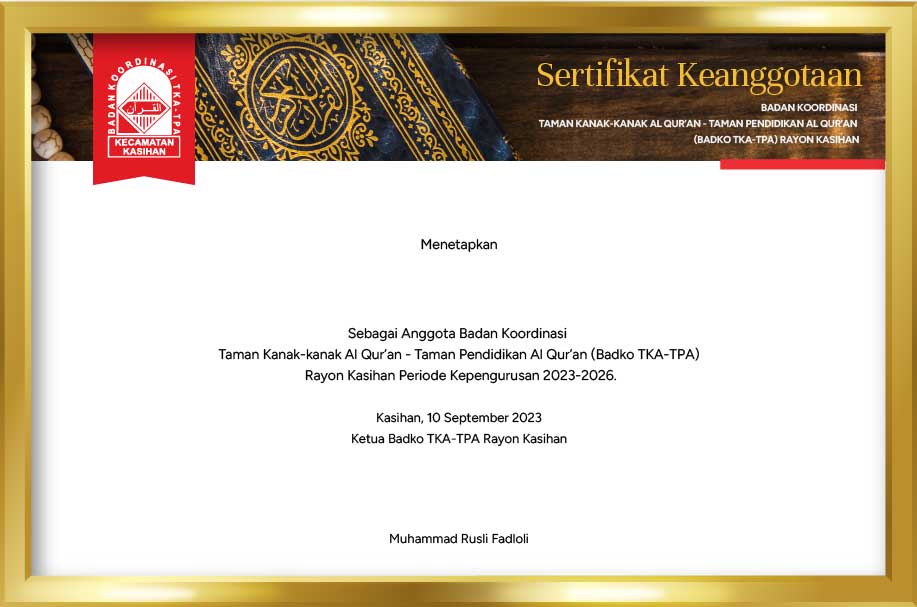 BADAN KOORDINASI TKA-TPA
القرآن
KECAMATAN
KASIHAN
Sertifikat Keanggotaan
BADAN KOORDINASI
TAMAN KANAK-KANAK AL QUR'AN - TAMAN PENDIDIKAN AL QUR'AN
(BADKO TKA-TPA) RAYON KASIHAN
Menetapkan
Sebagai Anggota Badan Koordinasi
Taman Kanak-kanak Al Qur’an - Taman Pendidikan Al Qur’an (Badko TKA-TPA)
Rayon Kasihan Periode Kepengurusan 2023-2026.
Kasihan, 10 September 2023
Ketua Badko TKA-TPA Rayon Kasihan
Muhammad Rusli Fadloli